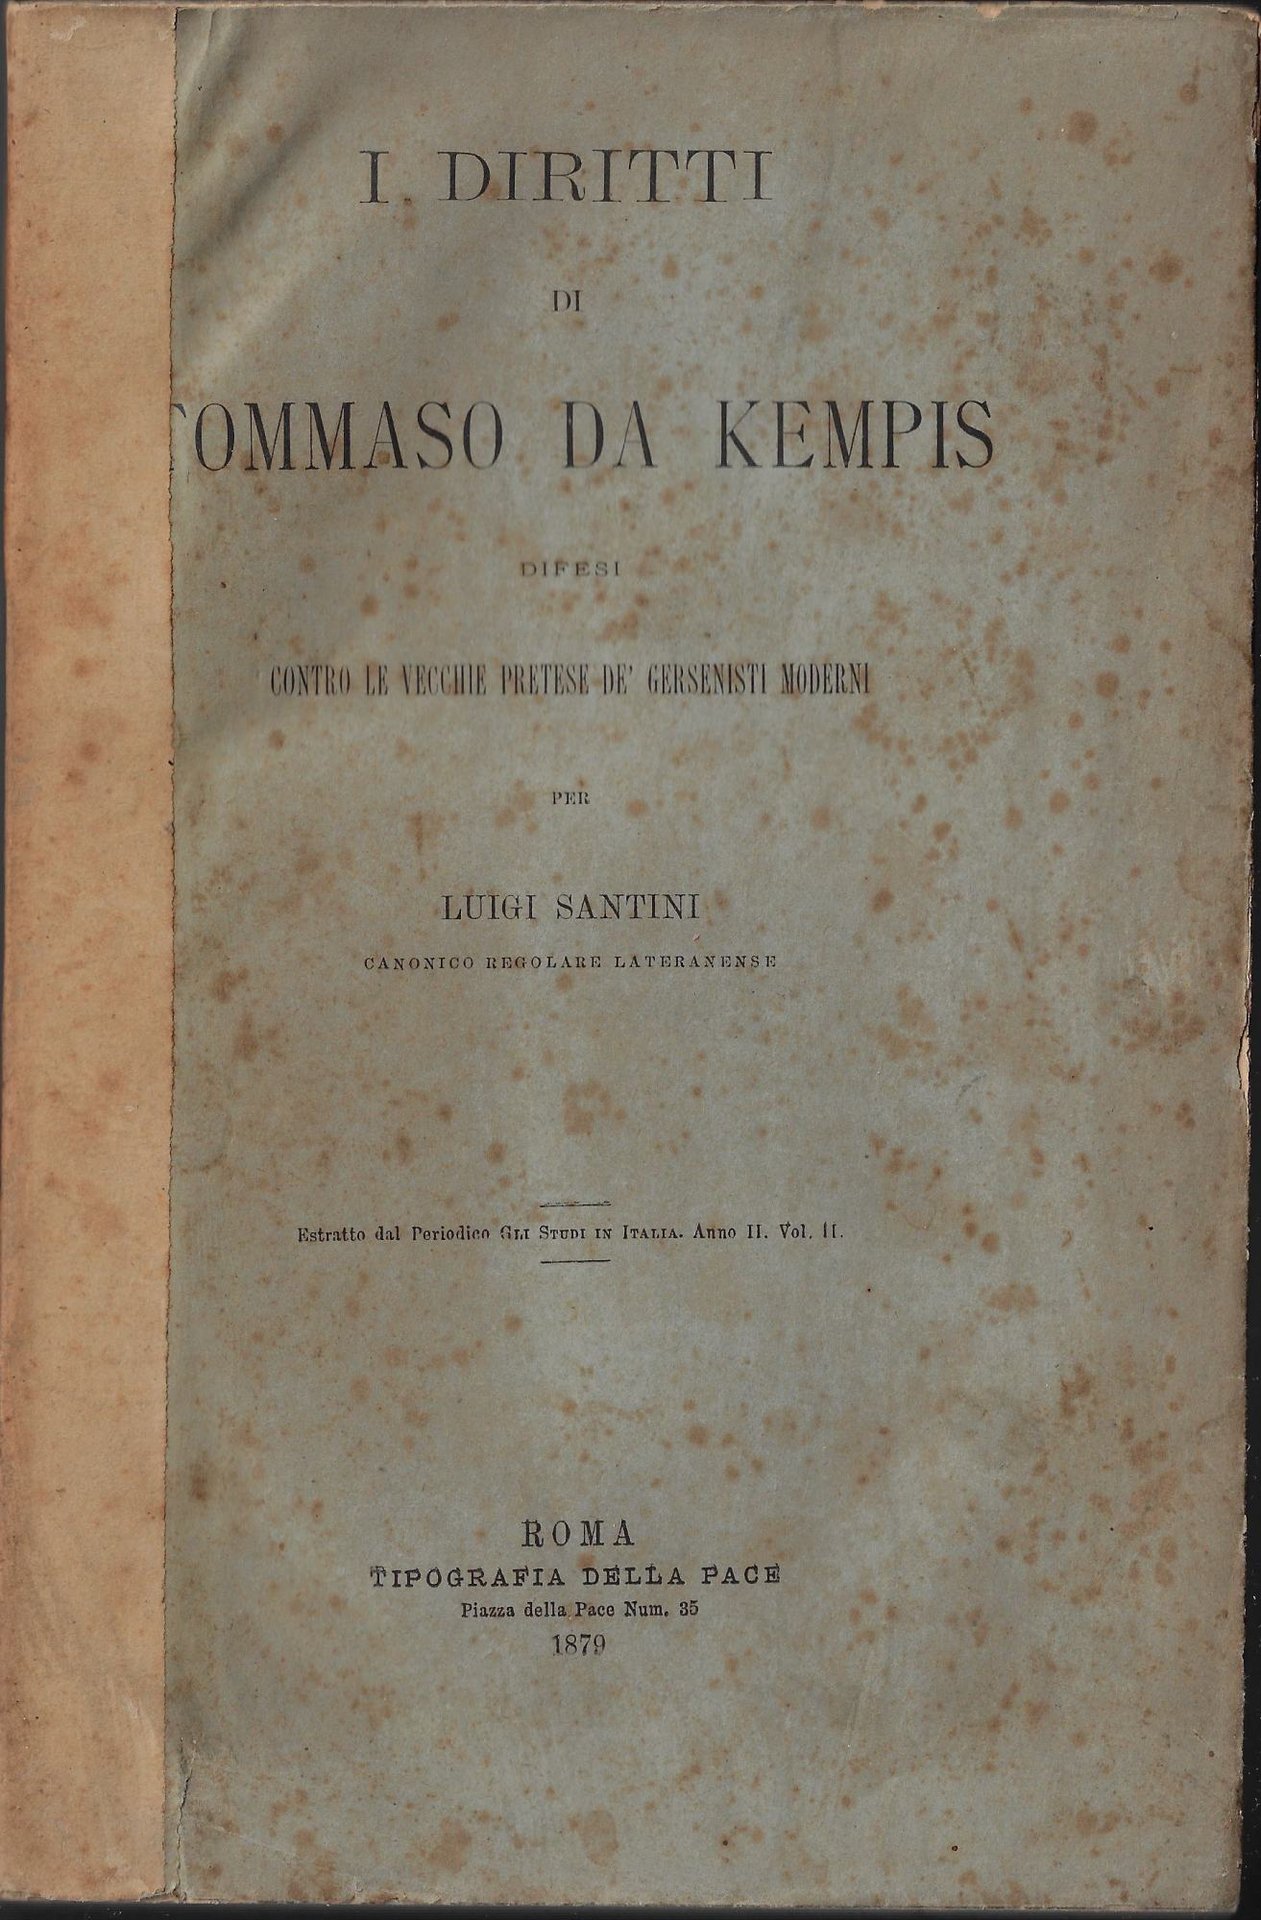 I DIRITTI
DI
TOMMASO DA KEMPIS
DIFESI
CONTRO LE VECCHIE PRETESE DE' GERSENISTI MODERNI
PER
LUIGI SANTINI
CANONICO REGOLARE LATERANENSE
Estratto dal Periodico GLI STUDI IN ITALIA. Anno II. Vol. II.
ROMA
TIPOGRAFIA DELLA PACE
Piazza della Pace Num. 35
1879